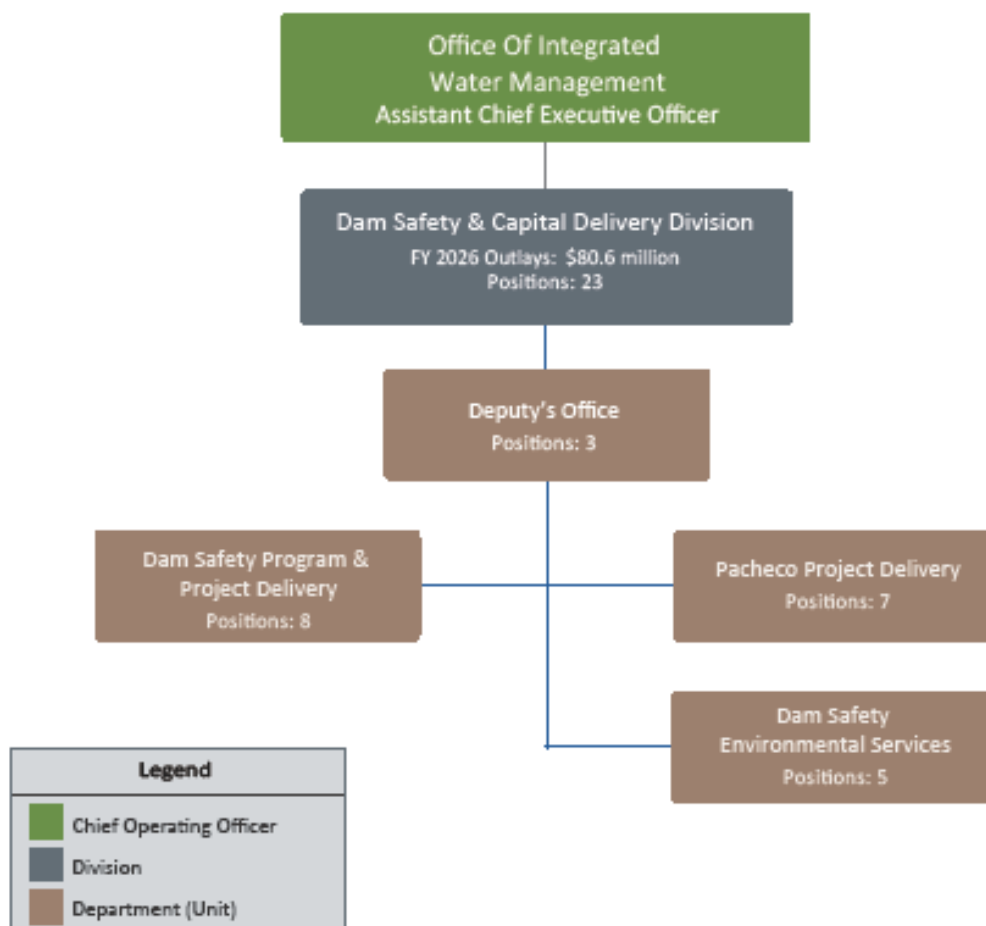 Office Of Integrated
Water Management
Assistant Chief Executive Officer
Dam Safety & Capital Delivery Division
FY 2026 Outlays: $80.6 million
Positions: 23
Deputy's Office
Positions: 3
Dam Safety Program &
Project Delivery
Positions: 8
Pacheco Project Delivery
Positions: 7
Dam Safety
Environmental Services
Positions: 5
Legend
Chief Operating Officer
Division
Department (Unit)